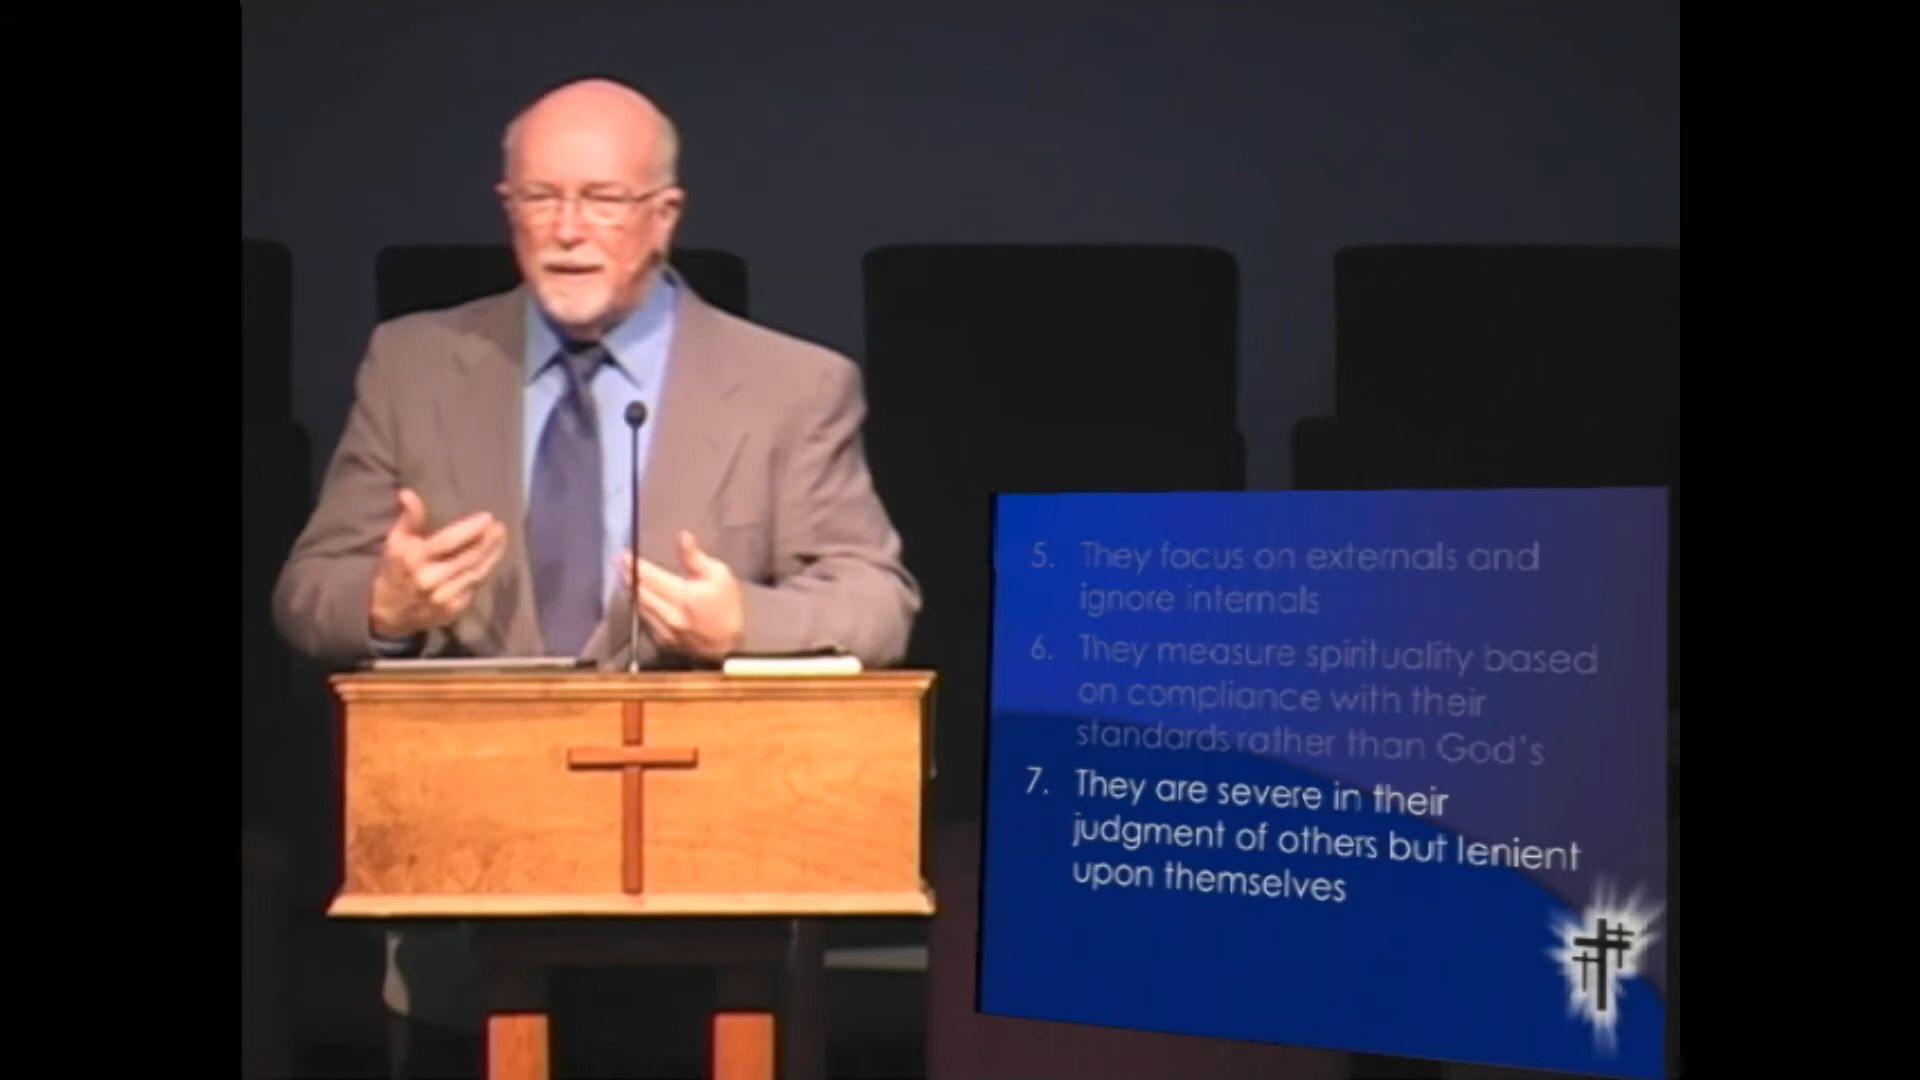 5. They focus on externals and
ignore internals
6. They measure spirituality based
on compliance with their
standards rather than God's
7. They are severe in their
judgment of others but lenient
upon themselves